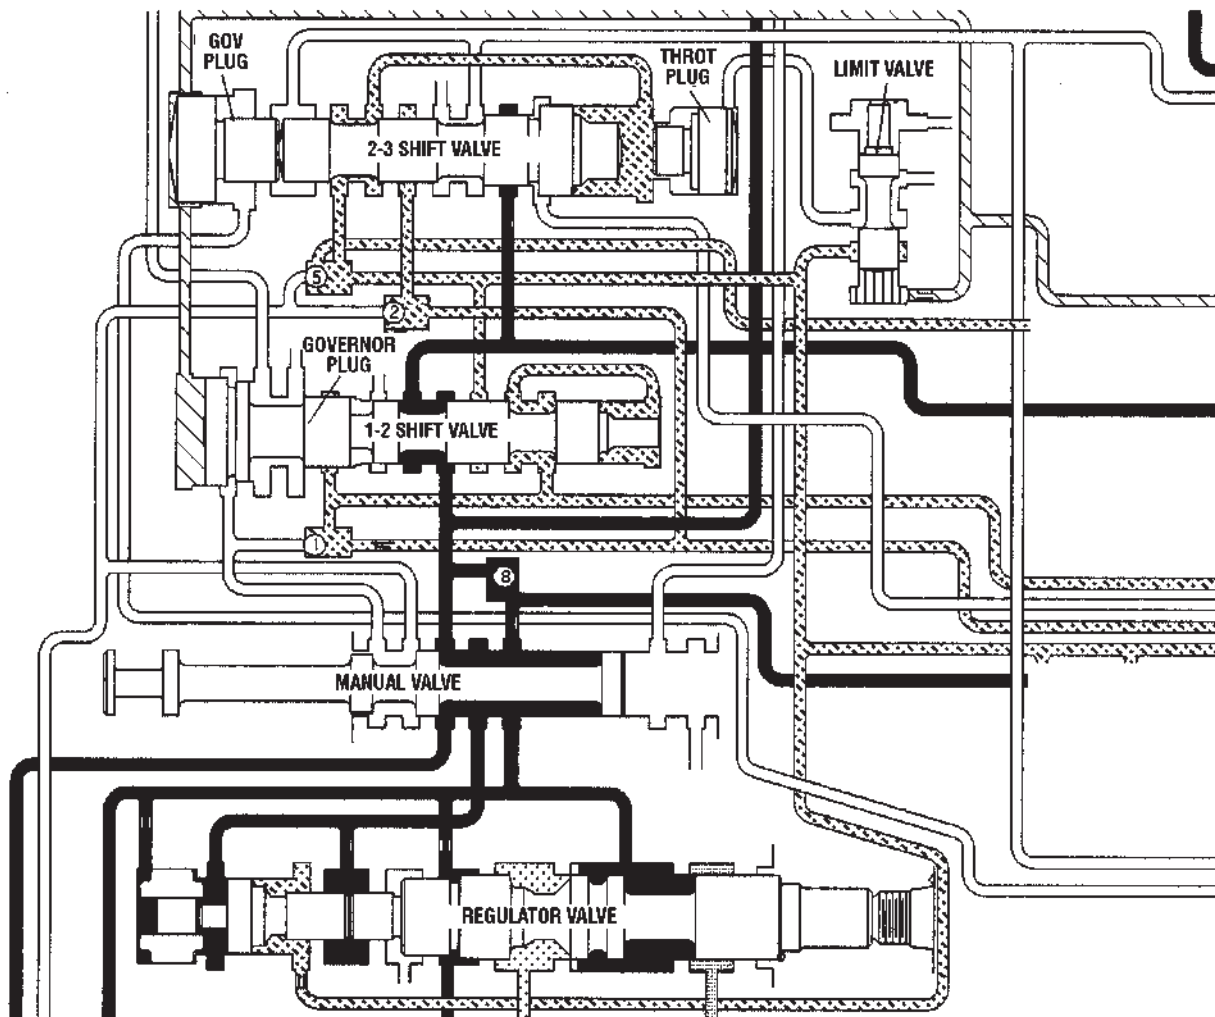 GOV
PLUG
THROT
PLUG
LIMIT VALVE
2-3 SHIFT VALVE
5
2
GOVERNOR
PLUG
1-2 SHIFT VALVE
1
8
MANUAL VALVE
REGULATOR VALVE